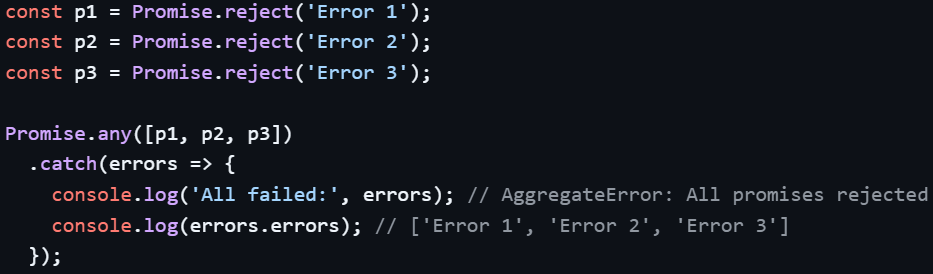 const p1 = Promise.reject('Error 1');
const p2 = Promise.reject('Error 2');
const p3 = Promise.reject('Error 3');

Promise.any([p1, p2, p3])
  .catch(errors => {
    console.log('All failed:', errors); // AggregateError: All promises rejected
    console.log(errors.errors); // ['Error 1', 'Error 2', 'Error 3']
  });